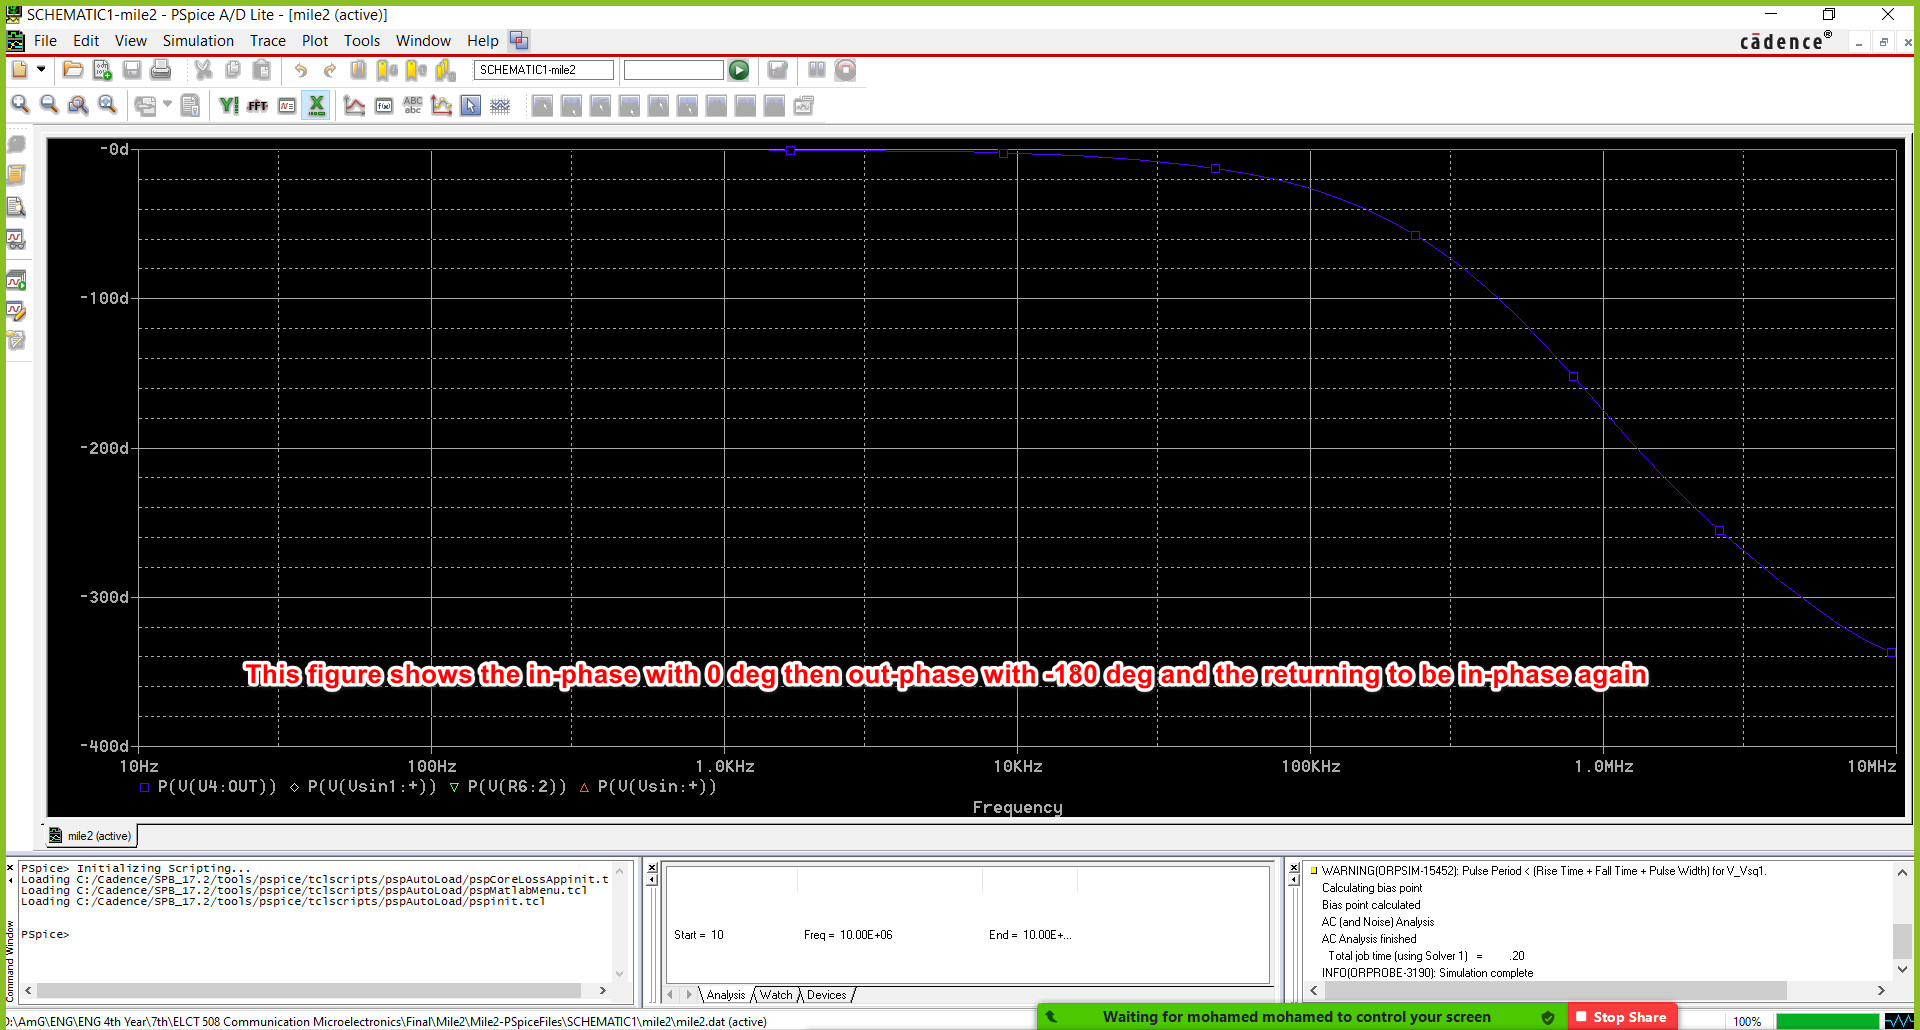 SCHEMATIC1-mile2 - PSpice A/D Lite - [mile2 (active)]
File Edit View Simulation Trace Plot Tools Window Help
cādence®
SCHEMATIC1-mile2
FFT
ABC
abc
-0d
-100d
-200d
-300d
This figure shows the in-phase with 0 deg then out-phase with -180 deg and the returning to be in-phase again
-400d
10Hz 100Hz 1.0KHz 10KHz 100KHz 1.0MHz 10MHz
P(V(U4:OUT)) P(V(Vsin1:+)) P(V(R6:2)) P(V(Vsin:+))
Frequency
mile2 (active)
PSpice> Initializing Scripting...
Loading C:/Cadence/SPB_17.2/tools/pspice/tclscripts/pspAutoLoad/pspCoreLossAppinit.t
Loading C:/Cadence/SPB_17.2/tools/pspice/tclscripts/pspAutoLoad/pspMatlabMenu.tcl
Loading C:/Cadence/SPB_17.2/tools/pspice/tclscripts/pspAutoLoad/pspinit.tcl
PSpice>
Command Window
Start = 10 Freq = 10.00E+06 End = 10.00E+...
Analysis Watch Devices
WARNING(ORPSIM-15452): Pulse Period < (Rise Time + Fall Time + Pulse Width) for V_Vsq1.
Calculating bias point
Bias point calculated
AC (and Noise) Analysis
AC Analysis finished
Total job time (using Solver 1) = .20
INFO(ORPROBE-3190): Simulation complete
:\AmG\ENG\ENG 4th Year\7th\ELCT 508 Communication Microelectronics\Final\Mile2\Mile2-PSpiceFiles\SCHEMATIC1\mile2\mile2.dat (active)
Waiting for mohamed mohamed to control your screen
Stop Share
100%